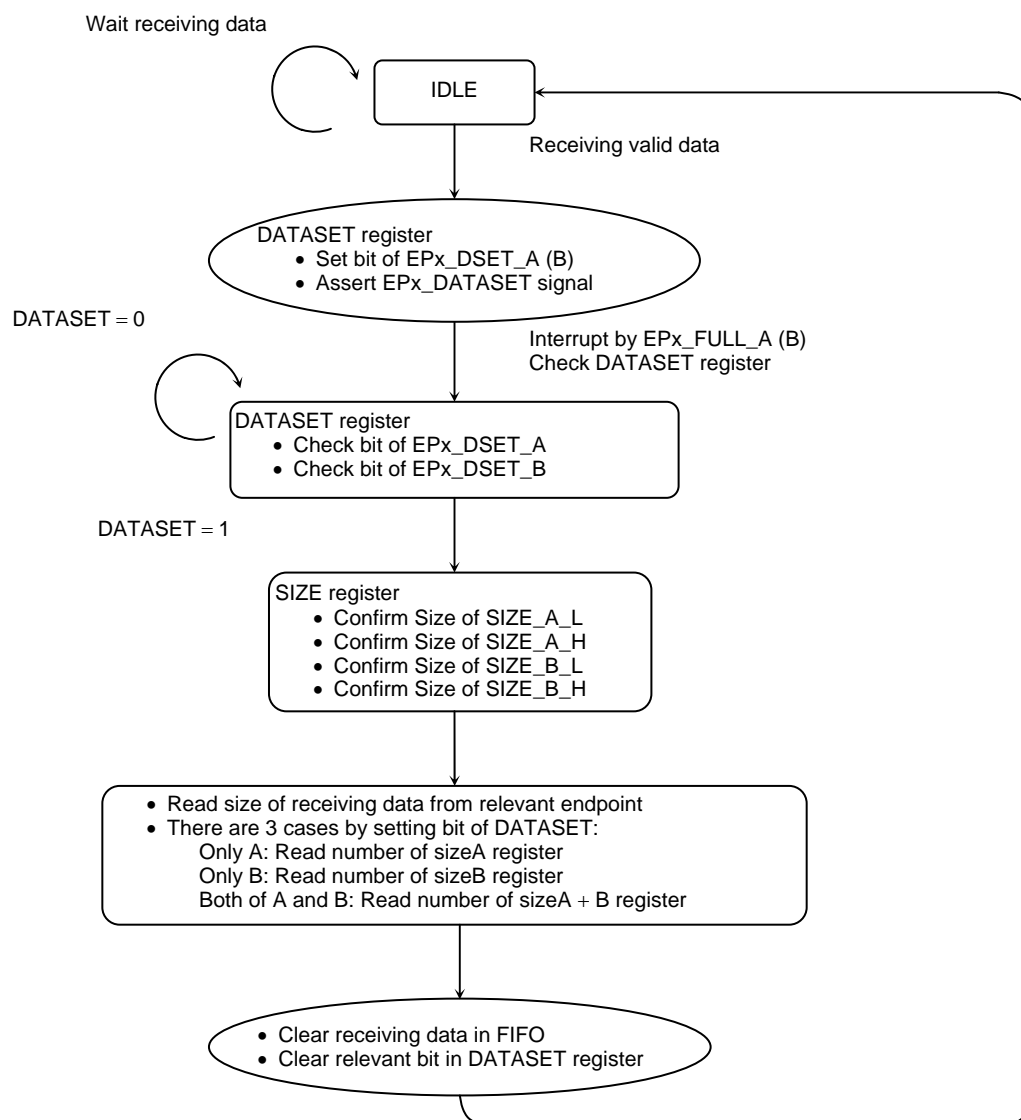 Wait receiving data
IDLE
Receiving valid data
DATASET register
• Set bit of EPx_DSET_A (B)
• Assert EPx_DATASET signal
DATASET = 0
Interrupt by EPx_FULL_A (B)
Check DATASET register
DATASET register
• Check bit of EPx_DSET_A
• Check bit of EPx_DSET_B
DATASET = 1
SIZE register
• Confirm Size of SIZE_A_L
• Confirm Size of SIZE_A_H
• Confirm Size of SIZE_B_L
• Confirm Size of SIZE_B_H
• Read size of receiving data from relevant endpoint
• There are 3 cases by setting bit of DATASET:
Only A: Read number of sizeA register
Only B: Read number of sizeB register
Both of A and B: Read number of sizeA + B register
• Clear receiving data in FIFO
• Clear relevant bit in DATASET register